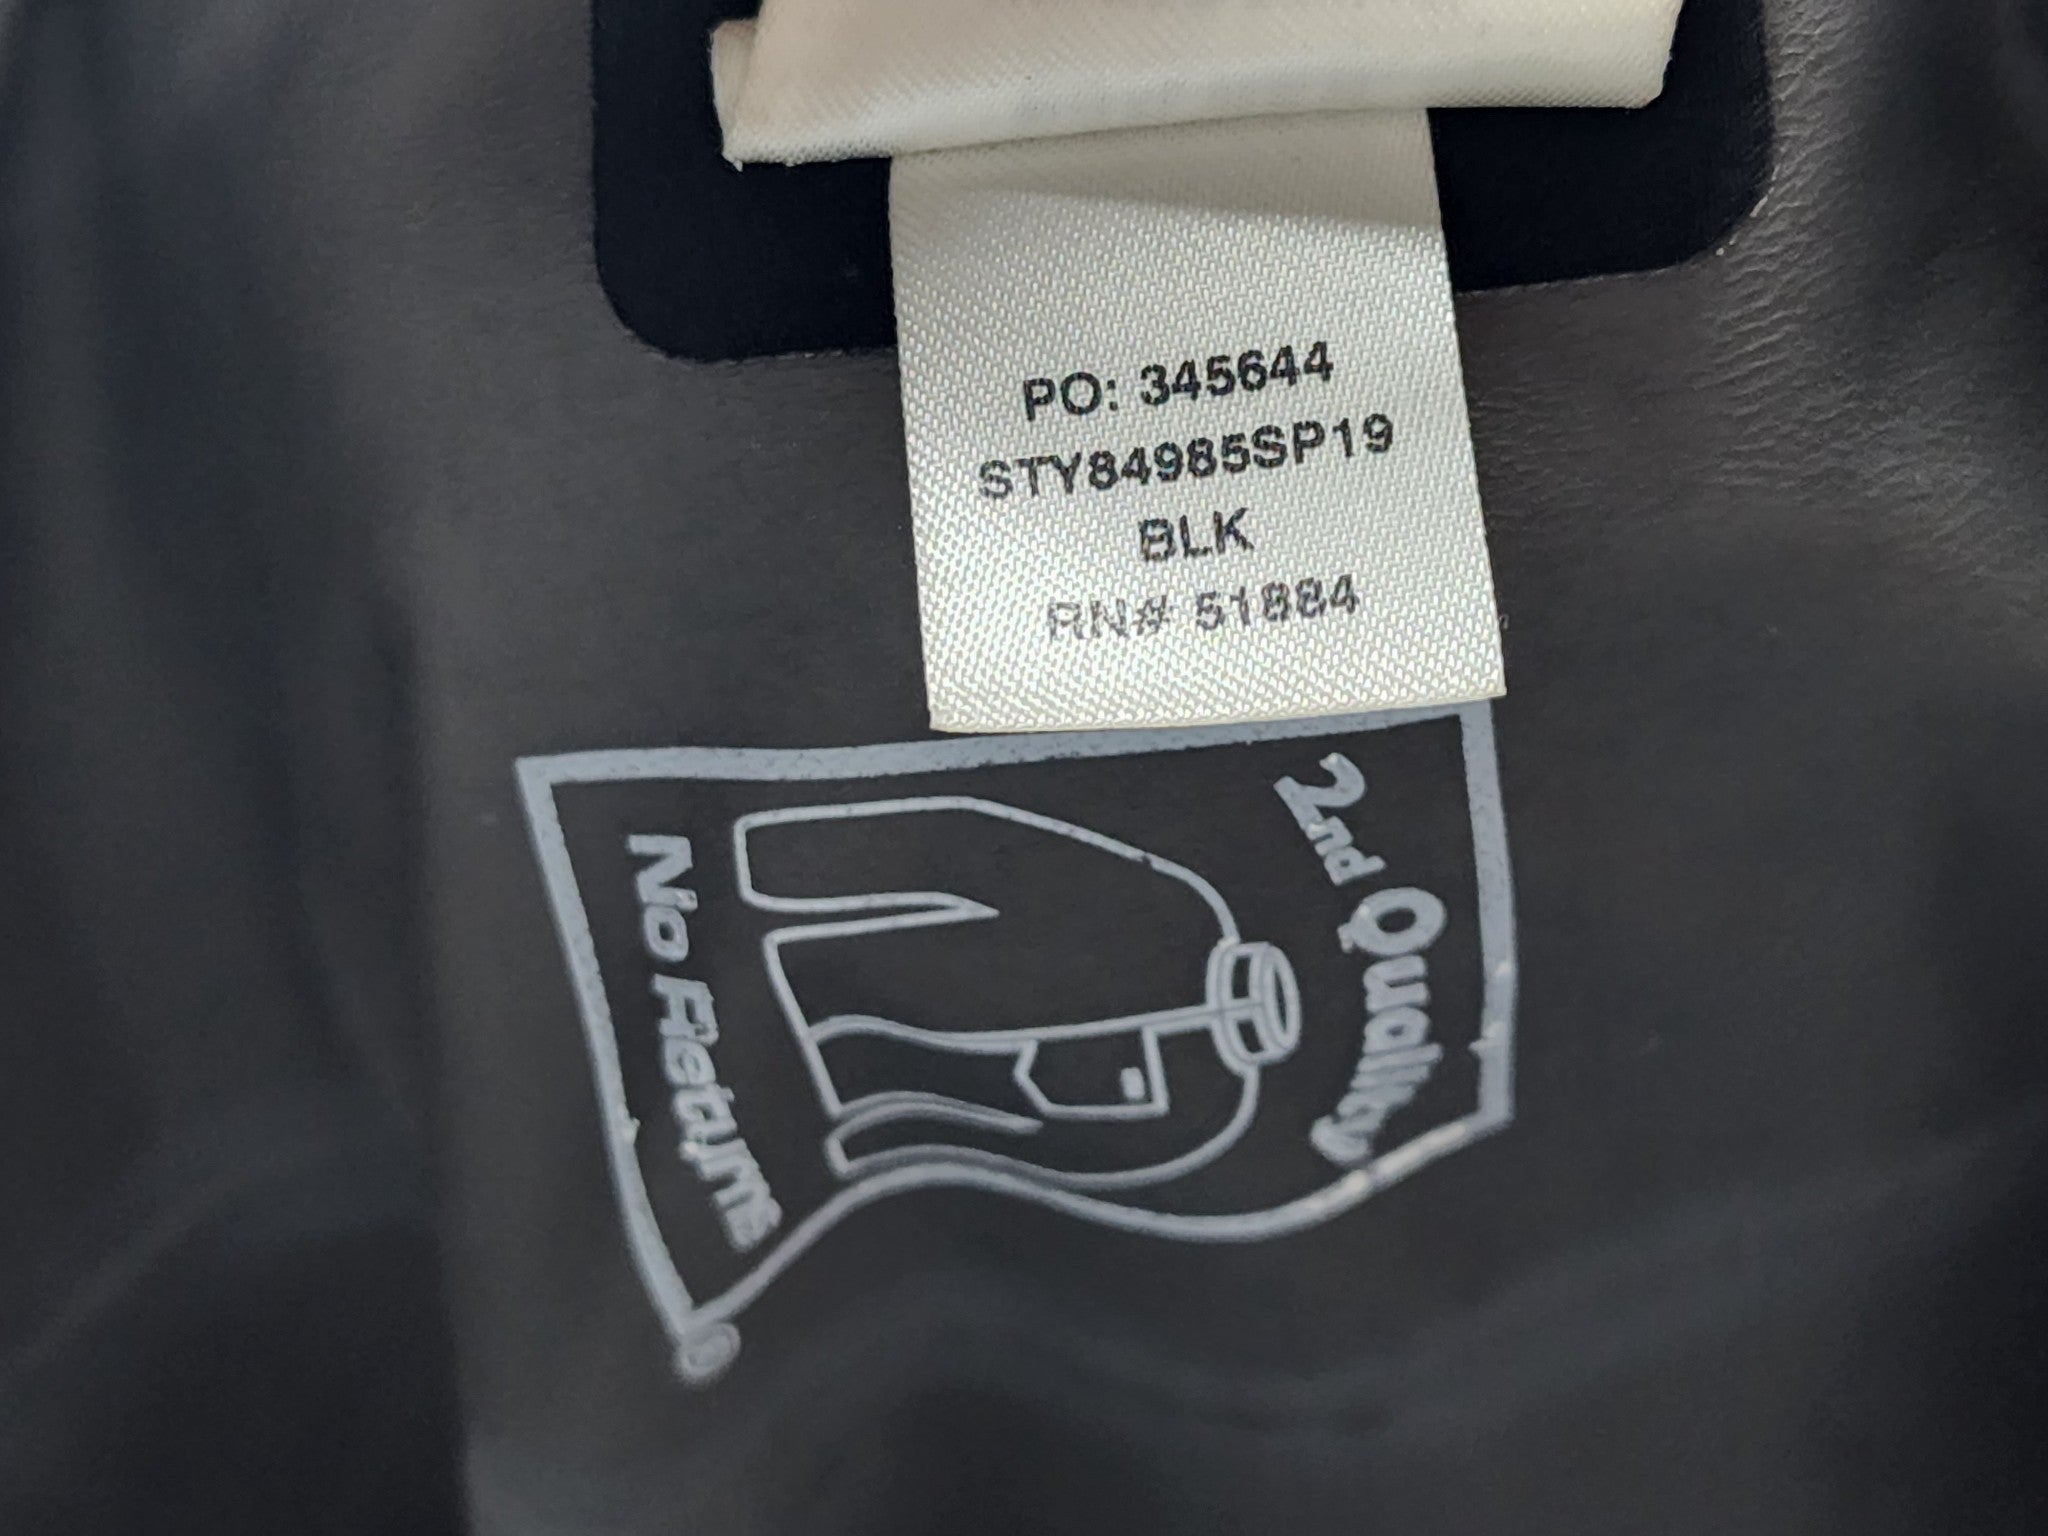 PO: 345644
STY84985SP19
BLK
RN# 51884
2nd Quality
No Returns
®